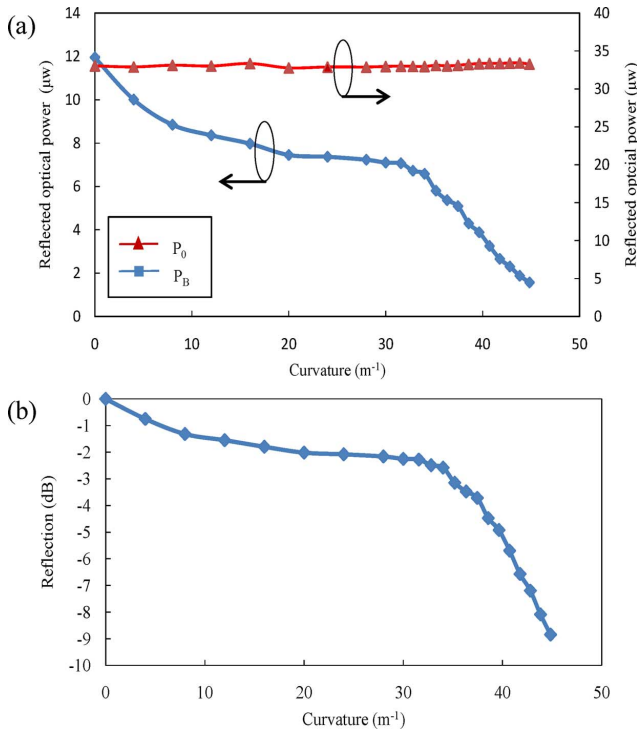 (a)
Reflected optical power (μw)
14
12
10
8
6
4
2
0
P₀
P_B
0 10 20 30 40 50
Curvature (m⁻¹)
40
35
30
25
20
15
10
5
0
Reflected optcial power (μw)
(b)
Reflection (dB)
0
-1
-2
-3
-4
-5
-6
-7
-8
-9
-10
0 10 20 30 40 50
Curvature (m⁻¹)